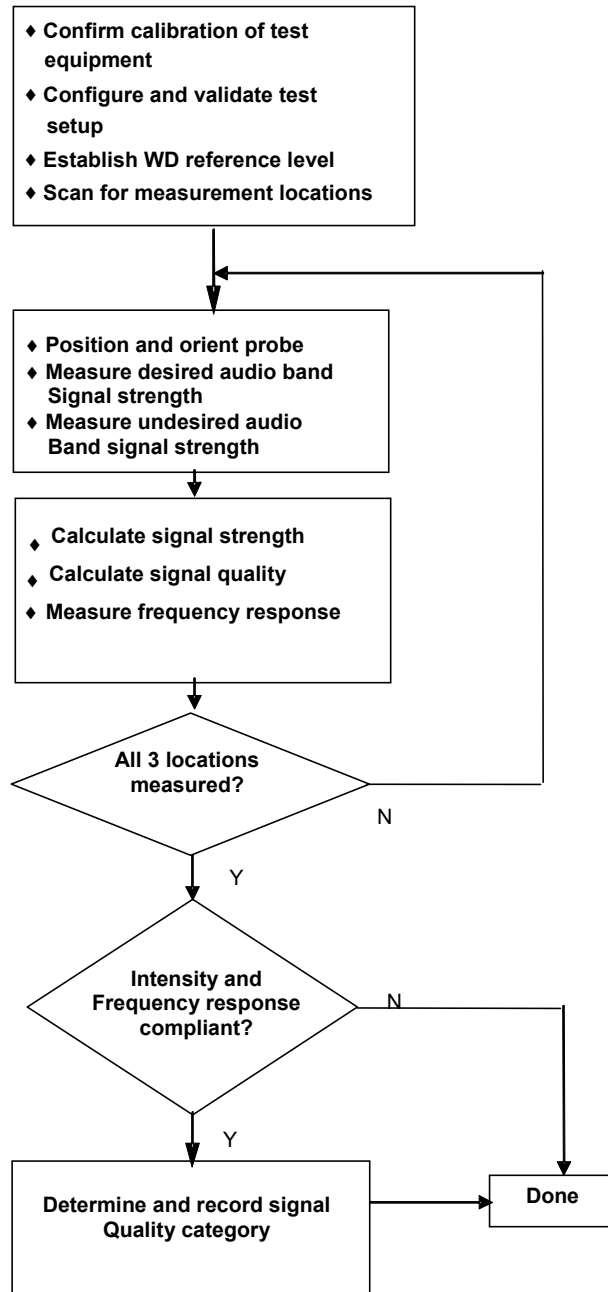 ♦ Confirm calibration of test
equipment
♦ Configure and validate test
setup
♦ Establish WD reference level
♦ Scan for measurement locations
♦ Position and orient probe
♦ Measure desired audio band
Signal strength
♦ Measure undesired audio
Band signal strength
♦ Calculate signal strength
♦ Calculate signal quality
♦ Measure frequency response
All 3 locations
measured?
N
Y
Intensity and
Frequency response
compliant?
N
Y
Determine and record signal
Quality category
Done